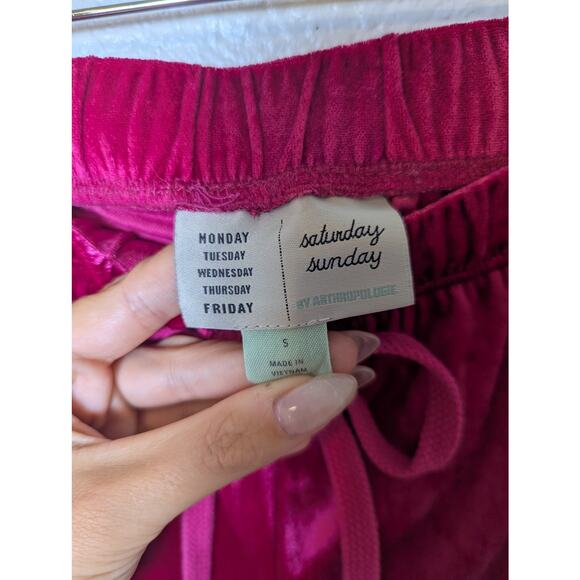 MONDAY
TUESDAY
WEDNESDAY
THURSDAY
FRIDAY
saturday
sunday
BY ANTHROPOLOGIE
S
MADE IN
VIETNAM